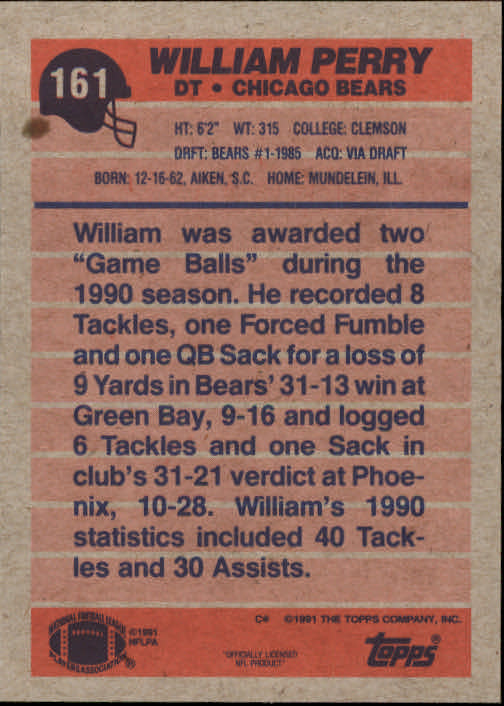 161
WILLIAM PERRY
DT • CHICAGO BEARS
HT: 6'2" WT: 315 COLLEGE: CLEMSON
DRFT: BEARS #1-1985 ACQ: VIA DRAFT
BORN: 12-16-62, AIKEN, S.C. HOME: MUNDELEIN, ILL.
William was awarded two
"Game Balls" during the
1990 season. He recorded 8
Tackles, one Forced Fumble
and one QB Sack for a loss of
9 Yards in Bears' 31-13 win at
Green Bay, 9-16 and logged
6 Tackles and one Sack in
club's 31-21 verdict at Phoe-
nix, 10-28. William's 1990
statistics included 40 Tack-
les and 30 Assists.
NATIONAL FOOTBALL LEAGUE
PLAYERS ASSOCIATION
©1991
NFLPA
C* ©1991 THE TOPPS COMPANY, INC.
"OFFICIALLY LICENSED
NFL PRODUCT"
topps®